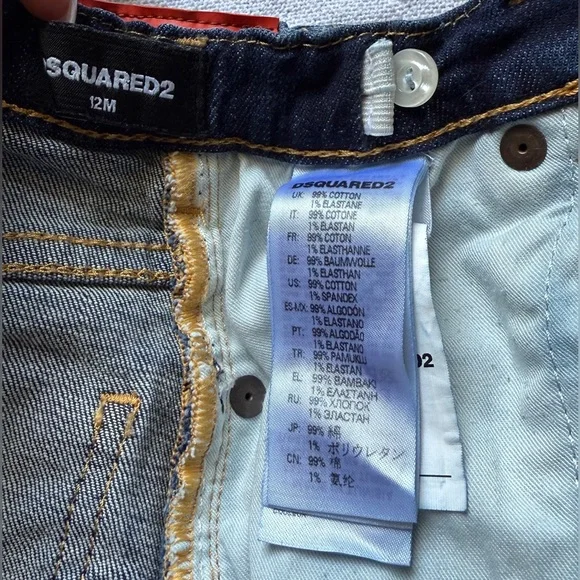 DSQUARED2
12M
DSQUARED2
UK: 99% COTTON
1% ELASTANE
IT: 99% COTONE
1% ELASTAN
FR: 99% COTON
1% ELASTHANNE
DE: 99% BAUMWOLLE
1% ELASTHAN
US: 99% COTTON
1% SPANDEX
ES-MX: 99% ALGODÓN
1% ELASTANO
PT: 99% ALGODÃO
1% ELASTANO
TR: 99% PAMUKLU
1% ELASTAN
EL: 99% ΒΑΜΒΑΚΙ
1% ΕΛΑΣΤΑΝΗ
RU: 99% ХЛОПОК
1% ЭЛАСТАН
JP: 99% 綿
1% ポリウレタン
CN: 99% 棉
1% 氨纶
D2